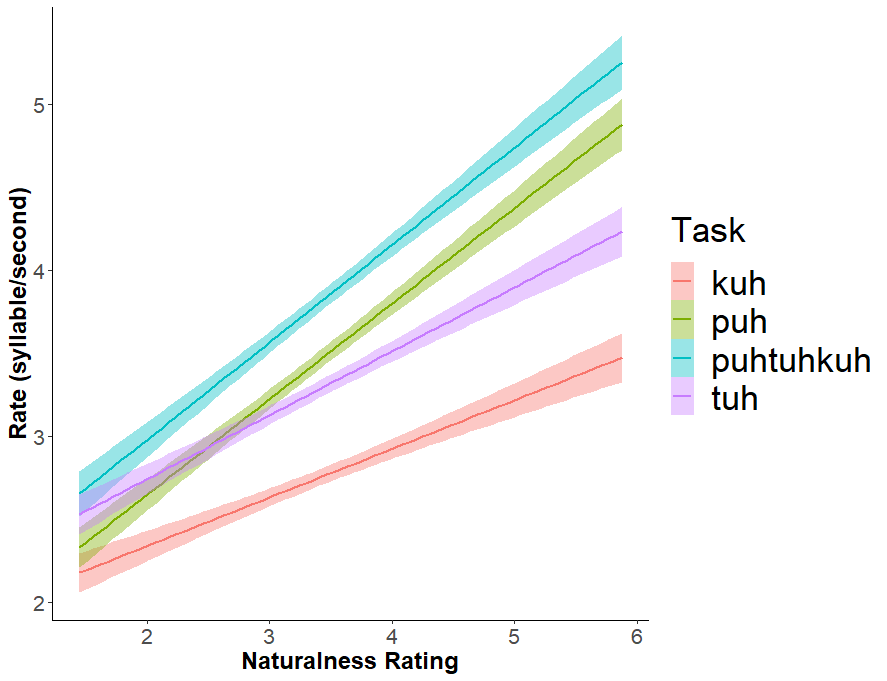 Rate (syllable/second)
5
4
3
2
2 3 4 5 6
Naturalness Rating
Task
kuh
puh
puhtuhkuh
tuh